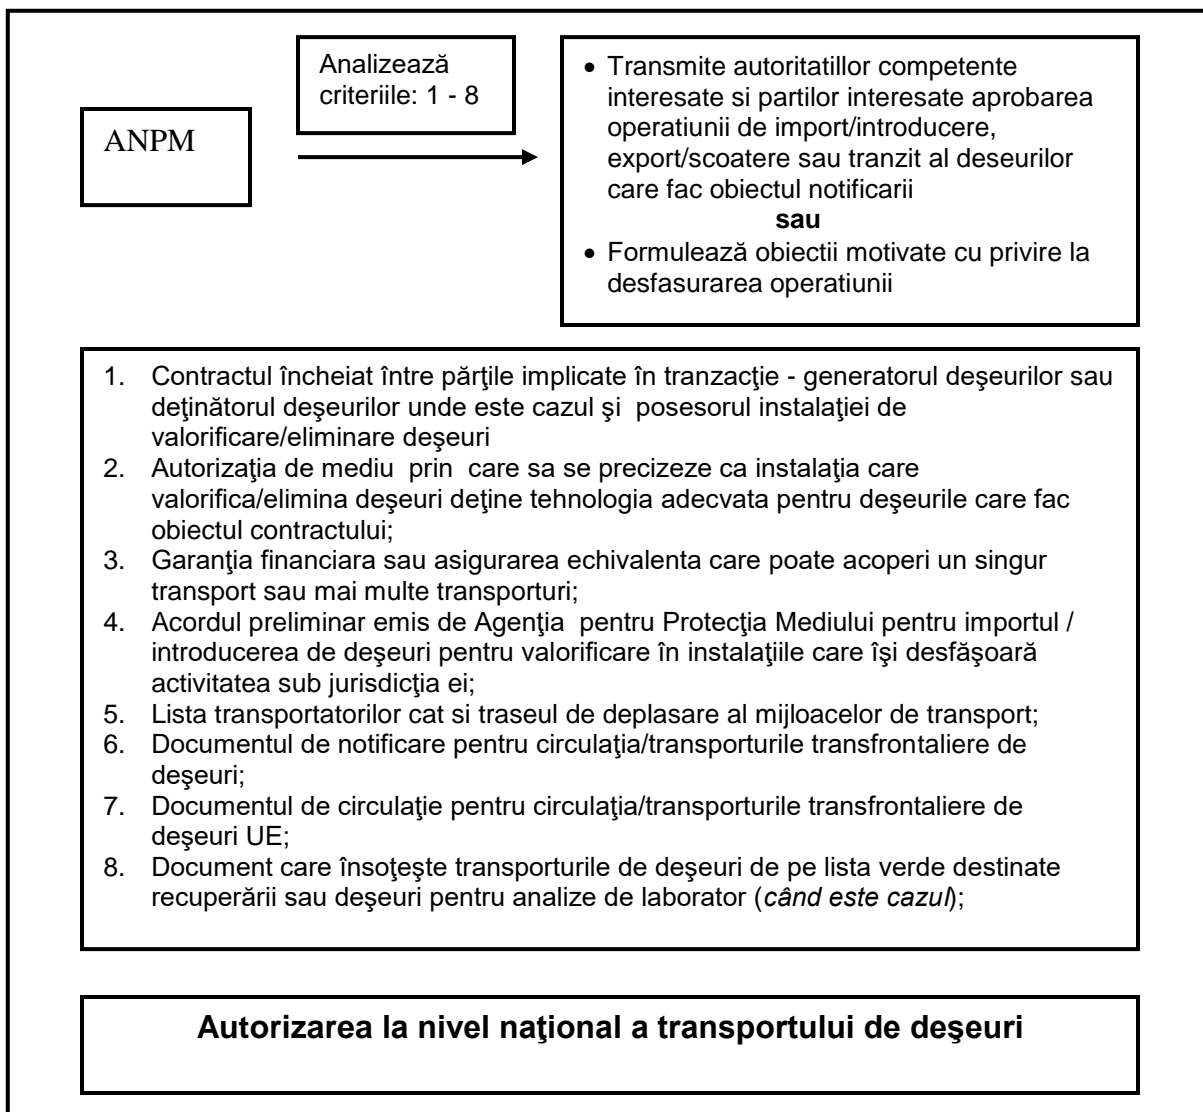 ANPM
Analizează
criteriile: 1 - 8
• Transmite autoritatillor competente
interesate si partilor interesate aprobarea
operatiunii de import/introducere,
export/scoatere sau tranzit al deseurilor
care fac obiectul notificarii
sau
• Formulează obiectii motivate cu privire la
desfasurarea operatiunii
1. Contractul încheiat între părţile implicate în tranzacţie - generatorul deşeurilor sau
deţinătorul deşeurilor unde este cazul şi posesorul instalaţiei de
valorificare/eliminare deşeuri
2. Autorizaţia de mediu prin care sa se precizeze ca instalaţia care
valorifica/elimina deşeuri deţine tehnologia adecvata pentru deşeurile care fac
obiectul contractului;
3. Garanţia financiara sau asigurarea echivalenta care poate acoperi un singur
transport sau mai multe transporturi;
4. Acordul preliminar emis de Agenţia pentru Protecţia Mediului pentru importul /
introducerea de deşeuri pentru valorificare în instalaţiile care îşi desfăşoară
activitatea sub jurisdicţia ei;
5. Lista transportatorilor cat si traseul de deplasare al mijloacelor de transport;
6. Documentul de notificare pentru circulaţia/transporturile transfrontaliere de
deşeuri;
7. Documentul de circulaţie pentru circulaţia/transporturile transfrontaliere de
deşeuri UE;
8. Document care însoţeşte transporturile de deşeuri de pe lista verde destinate
recuperării sau deşeuri pentru analize de laborator (când este cazul);
Autorizarea la nivel naţional a transportului de deşeuri